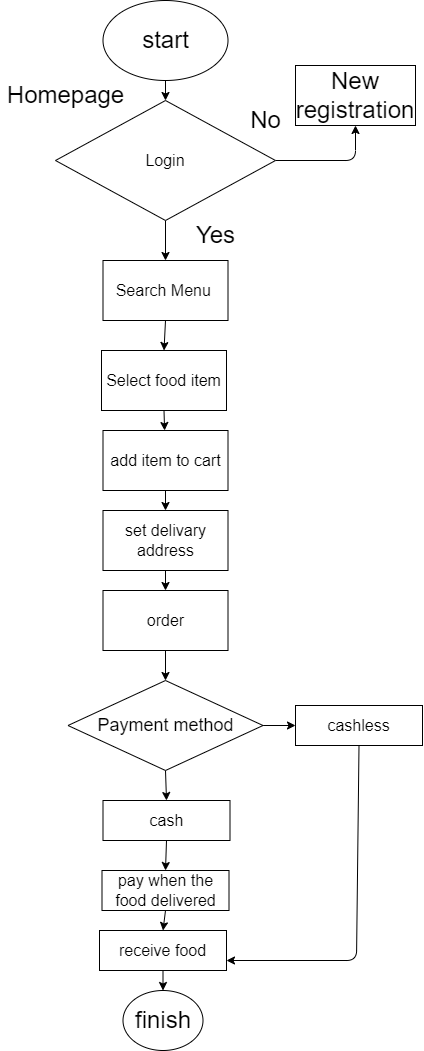 start
Homepage
New
registration
No
Login
Yes
Search Menu
Select food item
add item to cart
set delivary
address
order
Payment method
cashless
cash
pay when the
food delivered
receive food
finish